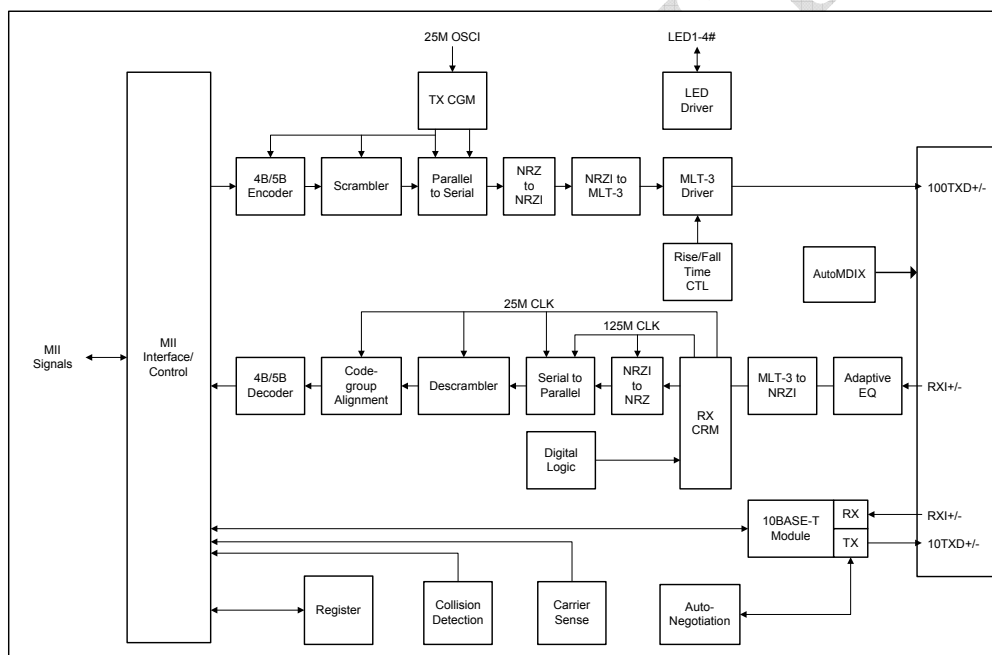 25M OSCI
LED1-4#
TX CGM
LED
Driver
4B/5B
Encoder
Scrambler
Parallel
to Serial
NRZ
to
NRZI
NRZI to
MLT-3
MLT-3
Driver
100TXD+/-
Rise/Fall
Time
CTL
AutoMDIX
25M CLK
125M CLK
MII
Signals
MII
Interface/
Control
4B/5B
Decoder
Code-
group
Alignment
Descrambler
Serial to
Parallel
NRZI
to
NRZ
RX
CRM
MLT-3 to
NRZI
Adaptive
EQ
RXI+/-
Digital
Logic
10BASE-T
Module
RX
TX
RXI+/-
10TXD+/-
Register
Collision
Detection
Carrier
Sense
Auto-
Negotiation